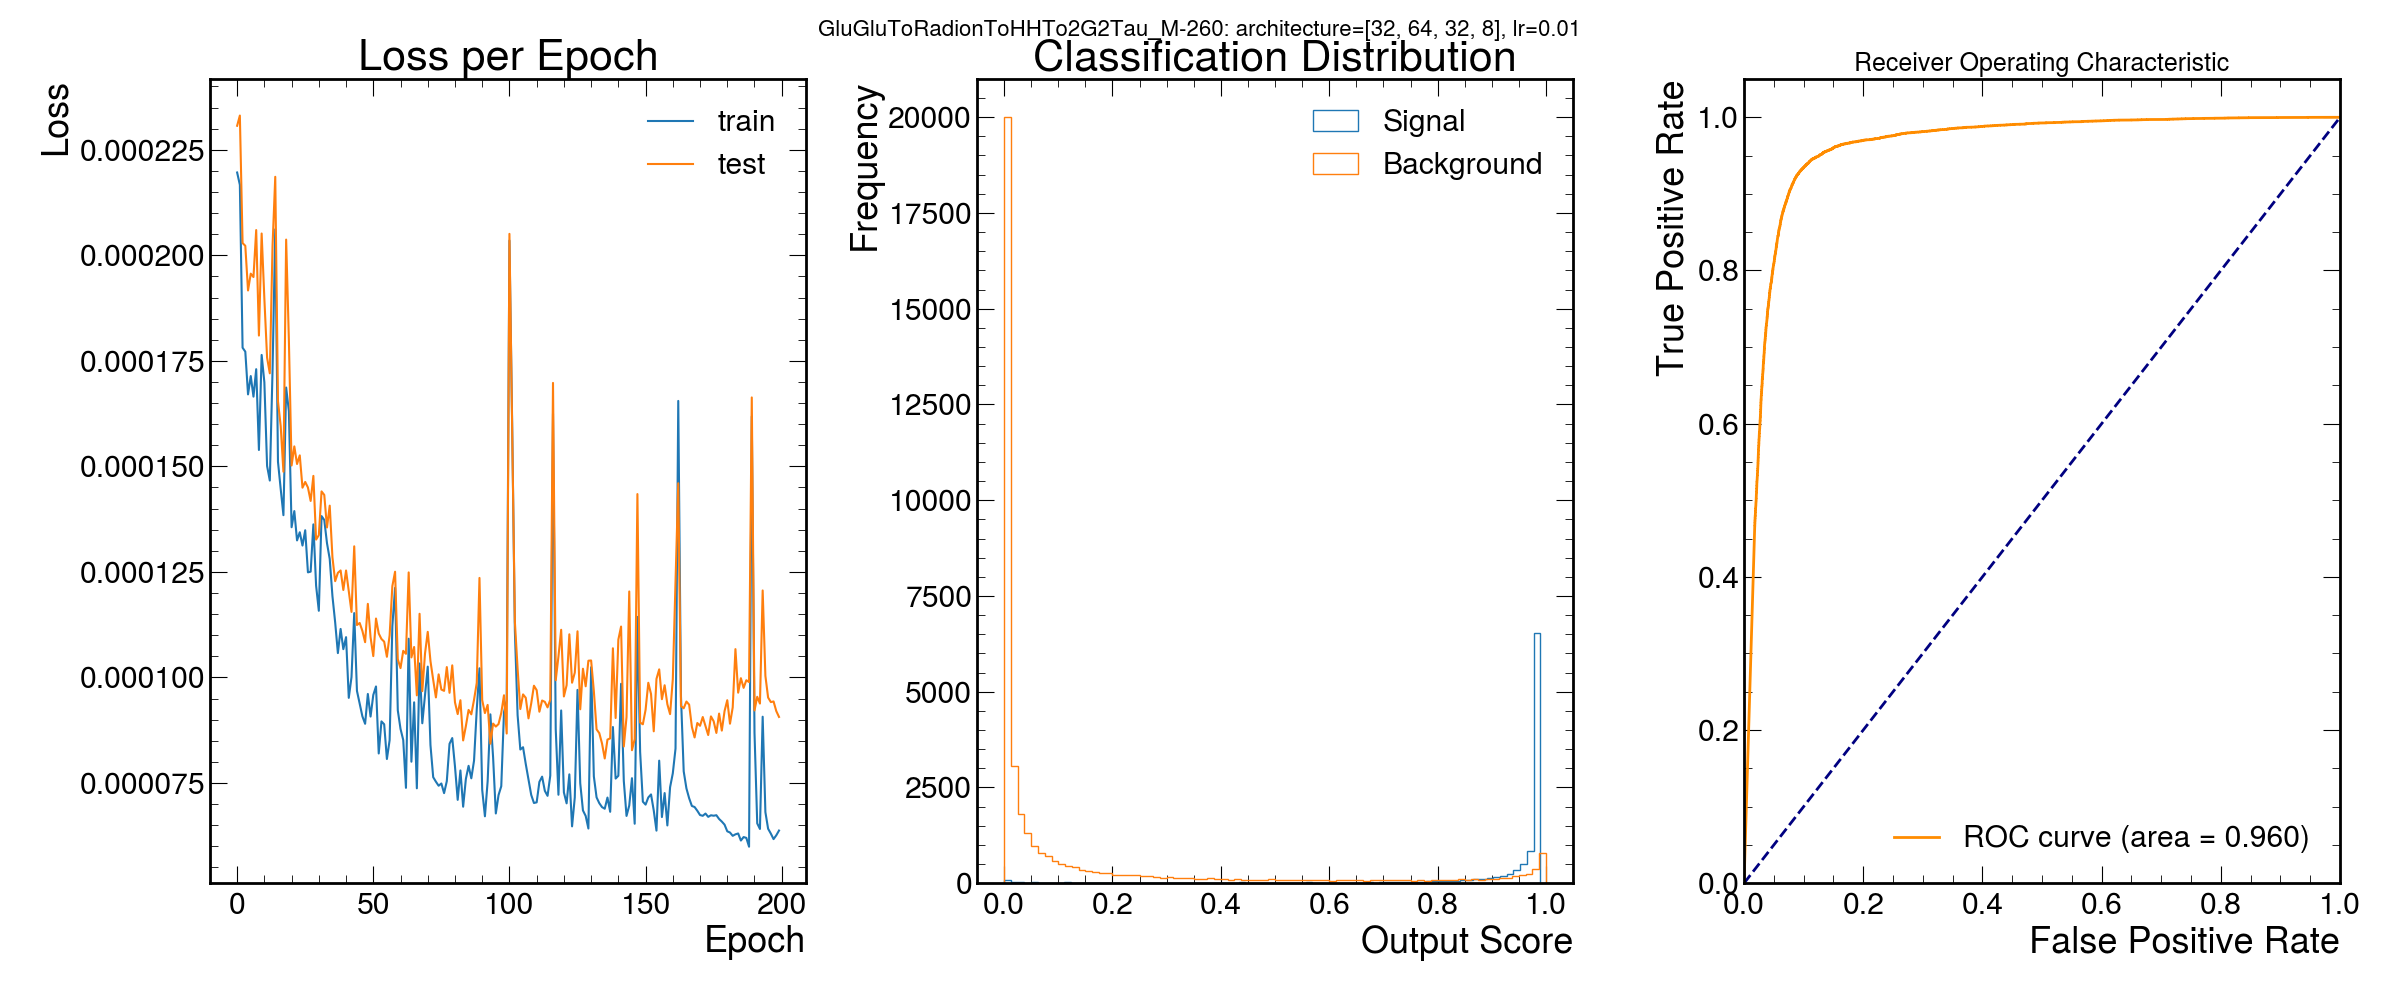 GluGluToRadionToHHTo2G2Tau_M-260: architecture=[32, 64, 32, 8], lr=0.01
Loss per Epoch
Loss
0.000225
0.000200
0.000175
0.000150
0.000125
0.000100
0.000075
train
test
0 50 100 150 200
Epoch
Classification Distribution
Frequency
20000
17500
15000
12500
10000
7500
5000
2500
0
Signal
Background
0.0 0.2 0.4 0.6 0.8 1.0
Output Score
Receiver Operating Characteristic
True Positive Rate
1.0
0.8
0.6
0.4
0.2
0.0
ROC curve (area = 0.960)
0.0 0.2 0.4 0.6 0.8 1.0
False Positive Rate